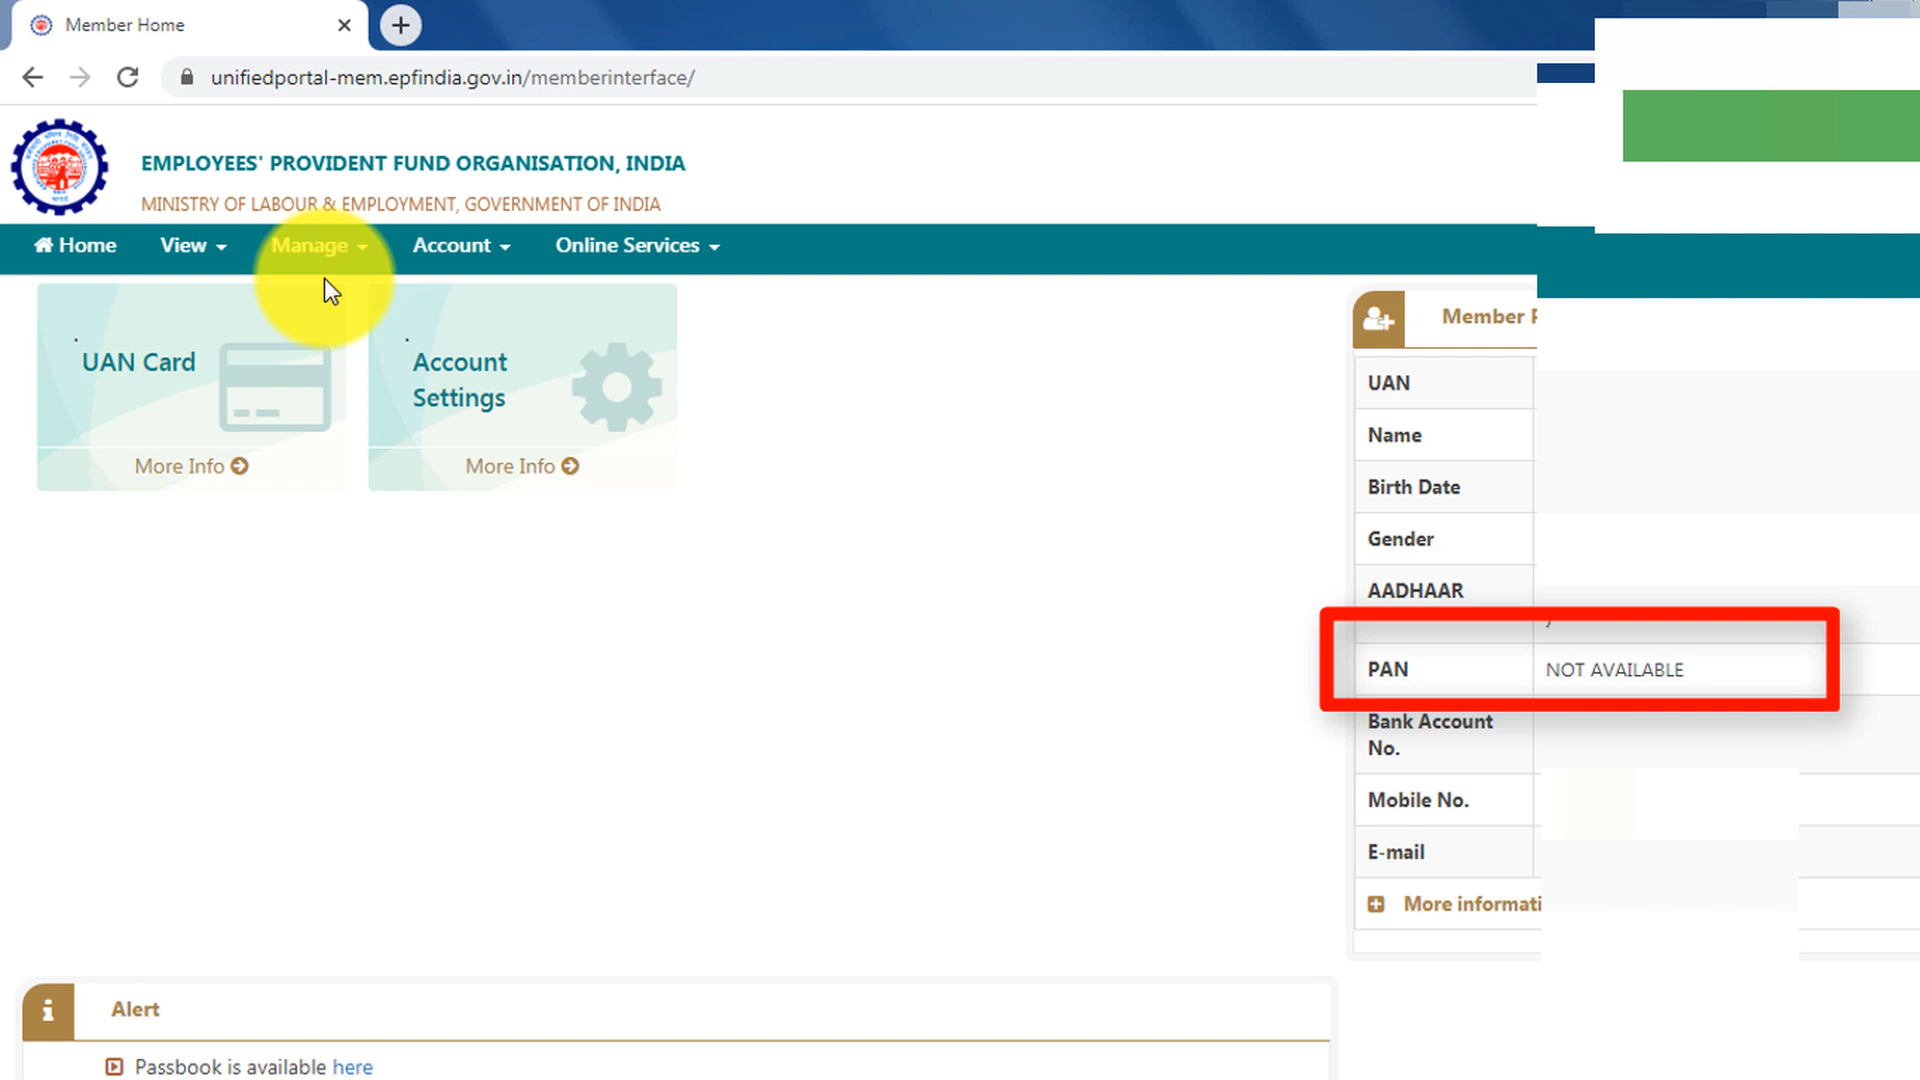 Member Home
unifiedportal-mem.epfindia.gov.in/memberinterface/
EMPLOYEES' PROVIDENT FUND ORGANISATION, INDIA
MINISTRY OF LABOUR & EMPLOYMENT, GOVERNMENT OF INDIA
Home View Manage Account Online Services
UAN Card
More Info
Account
Settings
More Info
Member
UAN
Name
Birth Date
Gender
AADHAAR
PAN NOT AVAILABLE
Bank Account
No.
Mobile No.
E-mail
More informati
Alert
Passbook is available here